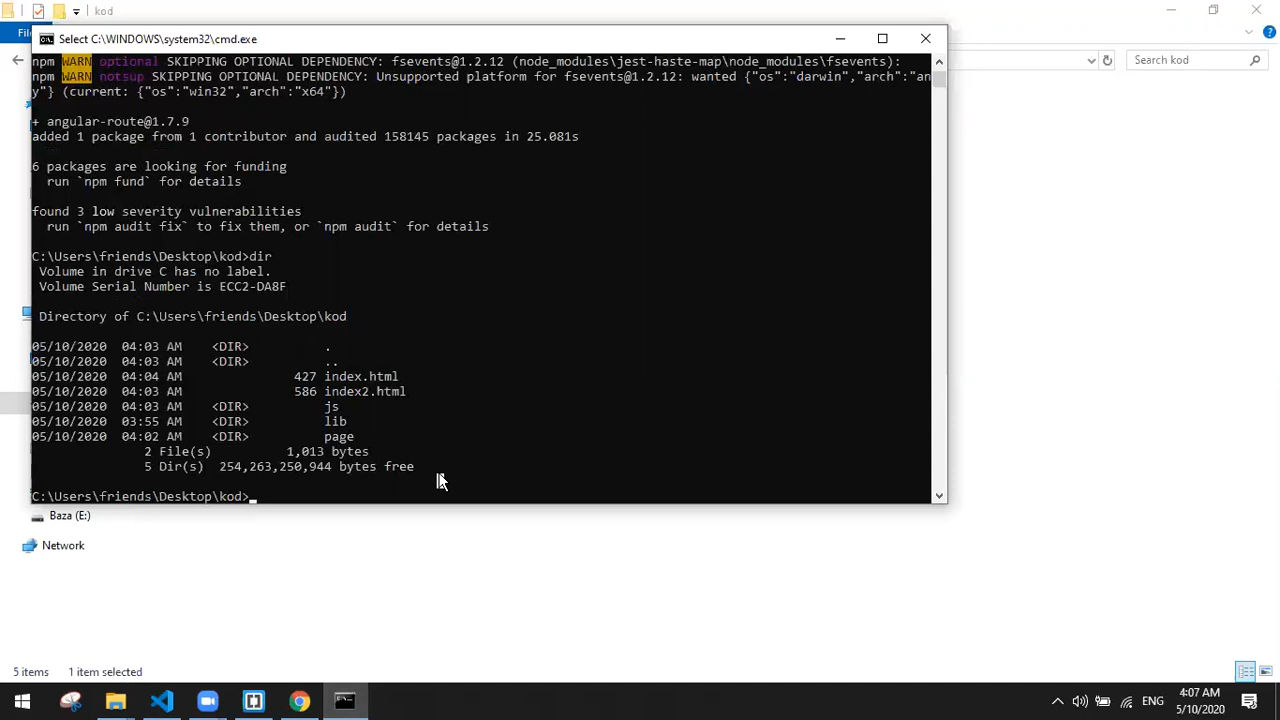 kod
Select C:\WINDOWS\system32\cmd.exe
Search kod
npm WARN optional SKIPPING OPTIONAL DEPENDENCY: fsevents@1.2.12 (node_modules\jest-haste-map\node_modules\fsevents):
npm WARN notsup SKIPPING OPTIONAL DEPENDENCY: Unsupported platform for fsevents@1.2.12: wanted {"os":"darwin","arch":"an
y"} (current: {"os":"win32","arch":"x64"})
+ angular-route@1.7.9
added 1 package from 1 contributor and audited 158145 packages in 25.081s
6 packages are looking for funding
run `npm fund` for details
found 3 low severity vulnerabilities
run `npm audit fix` to fix them, or `npm audit` for details
C:\Users\friends\Desktop\kod>dir
Volume in drive C has no label.
Volume Serial Number is ECC2-DA8F
Directory of C:\Users\friends\Desktop\kod
05/10/2020 04:03 AM <DIR> .
05/10/2020 04:03 AM <DIR> ..
05/10/2020 04:04 AM 427 index.html
05/10/2020 04:03 AM 586 index2.html
05/10/2020 04:03 AM <DIR> js
05/10/2020 03:55 AM <DIR> lib
05/10/2020 04:02 AM <DIR> page
2 File(s) 1,013 bytes
5 Dir(s) 254,263,250,944 bytes free
C:\Users\friends\Desktop\kod>
Baza (E:)
Network
5 items 1 item selected
ENG
4:07 AM
5/10/2020